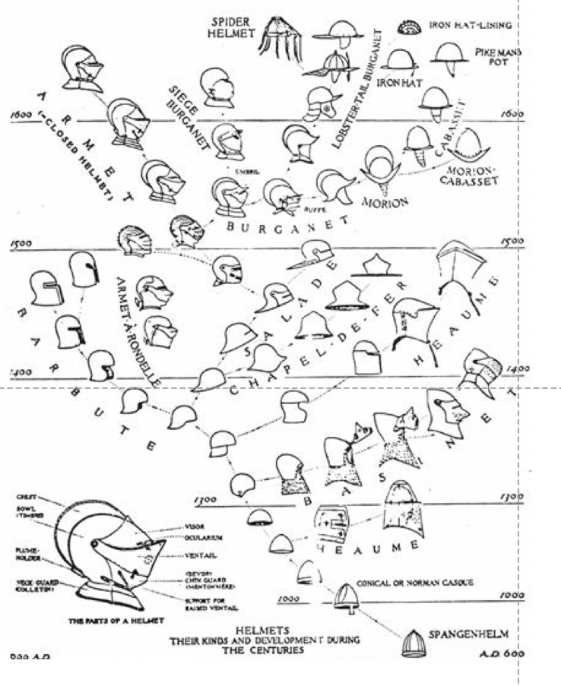 SPIDER
HELMET
IRON HAT-LINING
PIKEMAN'S
POT
IRON HAT
LOBSTER-TAIL BURGANET
SIEGE
BURGANET
ARMET
(-CLOSED HELMET)
1600
1600
CABASSET
UMBRIL
BUFFE
MORION
MORION-
CABASSET
BURGANET
1500
1500
ARMET-À-RONDELLE
SALADE
CHAPEL-DE-FER
HEAUME
BARBUTE
1400
1400
BASNET
1300
1300
HEAUME
CREST
BOWL
(TIMBRE)
VISOR
OCULARIUM
VENTAIL
PLUME-
HOLDER
(BEVOR)
CHIN GUARD
(MENTONNIERE)
NECK-GUARD
(COLLETIN)
SUPPORT FOR
RAISED VENTAIL
THE PARTS OF A HELMET
CONICAL OR NORMAN CASQUE
1000
1000
HELMETS
THEIR KINDS AND DEVELOPMENT DURING
THE CENTURIES
SPANGENHELM
600 A.D.
A.D. 600